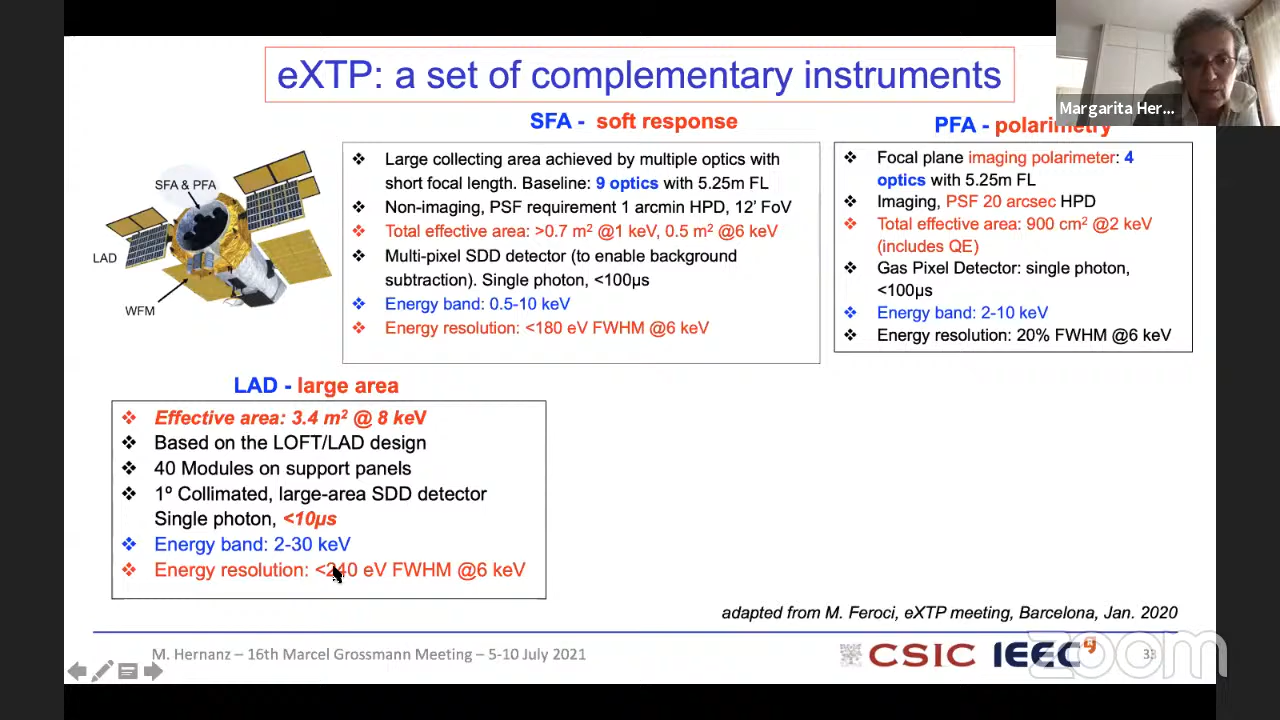 eXTP: a set of complementary instruments
Margarita Her...
SFA - soft response
PFA - polarimetry
SFA & PFA
LAD
WFM
❖ Large collecting area achieved by multiple optics with
short focal length. Baseline: 9 optics with 5.25m FL
❖ Non-imaging, PSF requirement 1 arcmin HPD, 12' FoV
❖ Total effective area: >0.7 m² @1 keV, 0.5 m² @6 keV
❖ Multi-pixel SDD detector (to enable background
subtraction). Single photon, <100µs
❖ Energy band: 0.5-10 keV
❖ Energy resolution: <180 eV FWHM @6 keV
❖ Focal plane imaging polarimeter: 4
optics with 5.25m FL
❖ Imaging, PSF 20 arcsec HPD
❖ Total effective area: 900 cm² @2 keV
(includes QE)
❖ Gas Pixel Detector: single photon,
<100µs
❖ Energy band: 2-10 keV
❖ Energy resolution: 20% FWHM @6 keV
LAD - large area
❖ Effective area: 3.4 m² @ 8 keV
❖ Based on the LOFT/LAD design
❖ 40 Modules on support panels
❖ 1º Collimated, large-area SDD detector
Single photon, <10µs
❖ Energy band: 2-30 keV
❖ Energy resolution: <240 eV FWHM @6 keV
adapted from M. Feroci, eXTP meeting, Barcelona, Jan. 2020
M. Hernanz – 16th Marcel Grossmann Meeting – 5-10 July 2021
CSIC IEEC
33
zoom